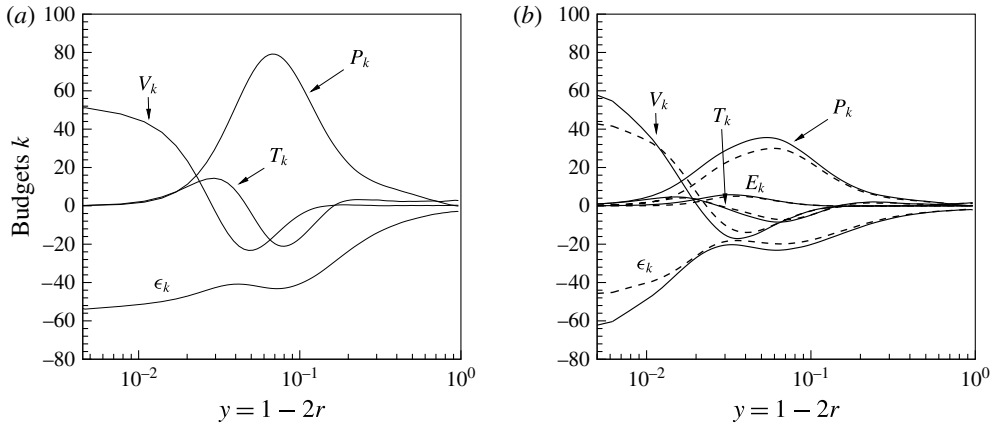 (a)
100
80
60
40
20
0
–20
–40
–60
–80
Budgets k
V_k
P_k
T_k
ϵ_k
10^–2
10^–1
10^0
y = 1 – 2r
(b)
100
80
60
40
20
0
–20
–40
–60
–80
V_k
T_k
P_k
E_k
ϵ_k
10^–2
10^–1
10^0
y = 1 – 2r